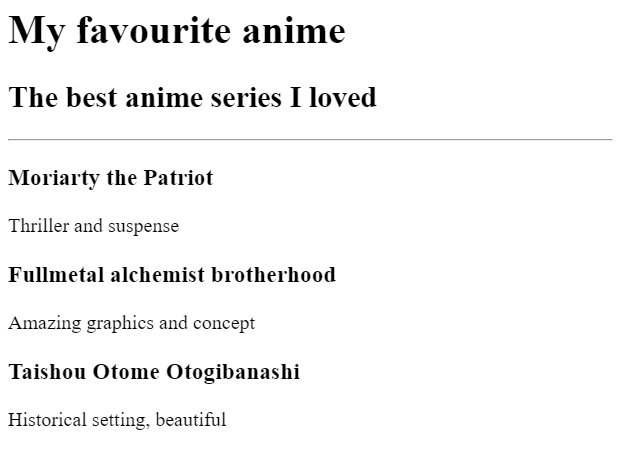 My favourite anime
The best anime series I loved
Moriarty the Patriot
Thriller and suspense
Fullmetal alchemist brotherhood
Amazing graphics and concept
Taishou Otome Otogibanashi
Historical setting, beautiful